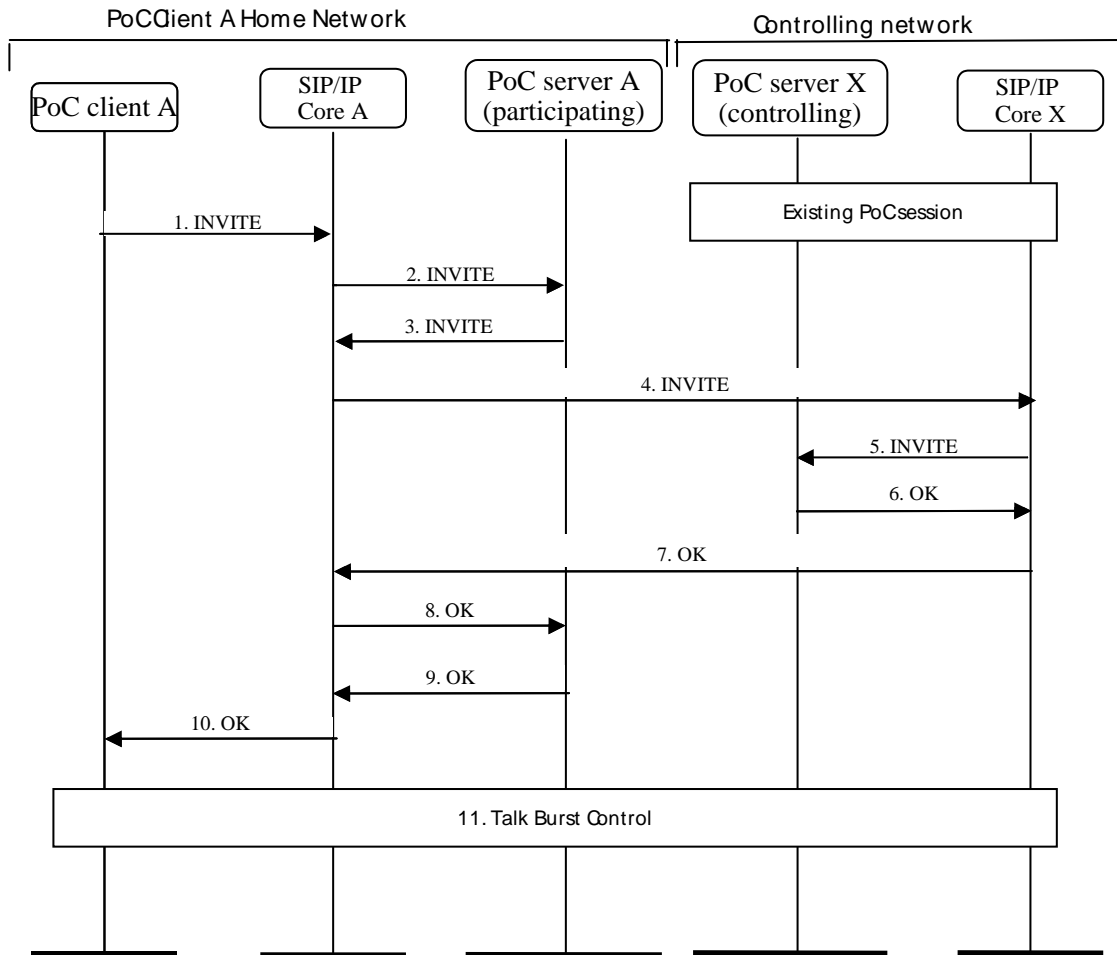 PoC Client A Home Network
Controlling network
PoC client A
SIP/IP
Core A
PoC server A
(participating)
PoC server X
(controlling)
SIP/IP
Core X
Existing PoC session
1. INVITE
2. INVITE
3. INVITE
4. INVITE
5. INVITE
6. OK
7. OK
8. OK
9. OK
10. OK
11. Talk Burst Control